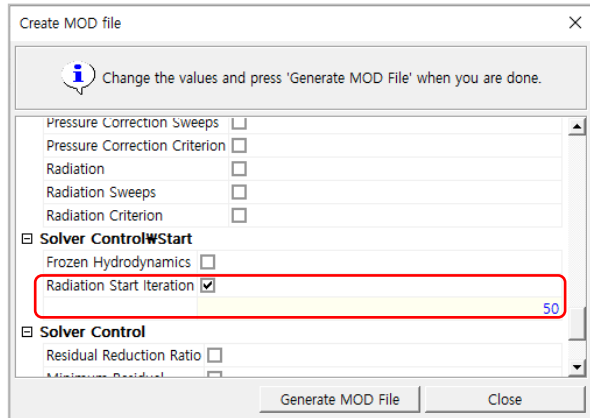 Create MOD file
Change the values and press 'Generate MOD File' when you are done.
Pressure Correction Sweeps
Pressure Correction Criterion
Radiation
Radiation Sweeps
Radiation Criterion
Solver Control₩Start
Frozen Hydrodynamics
Radiation Start Iteration
50
Solver Control
Residual Reduction Ratio
Minimum Residual
Generate MOD File Close